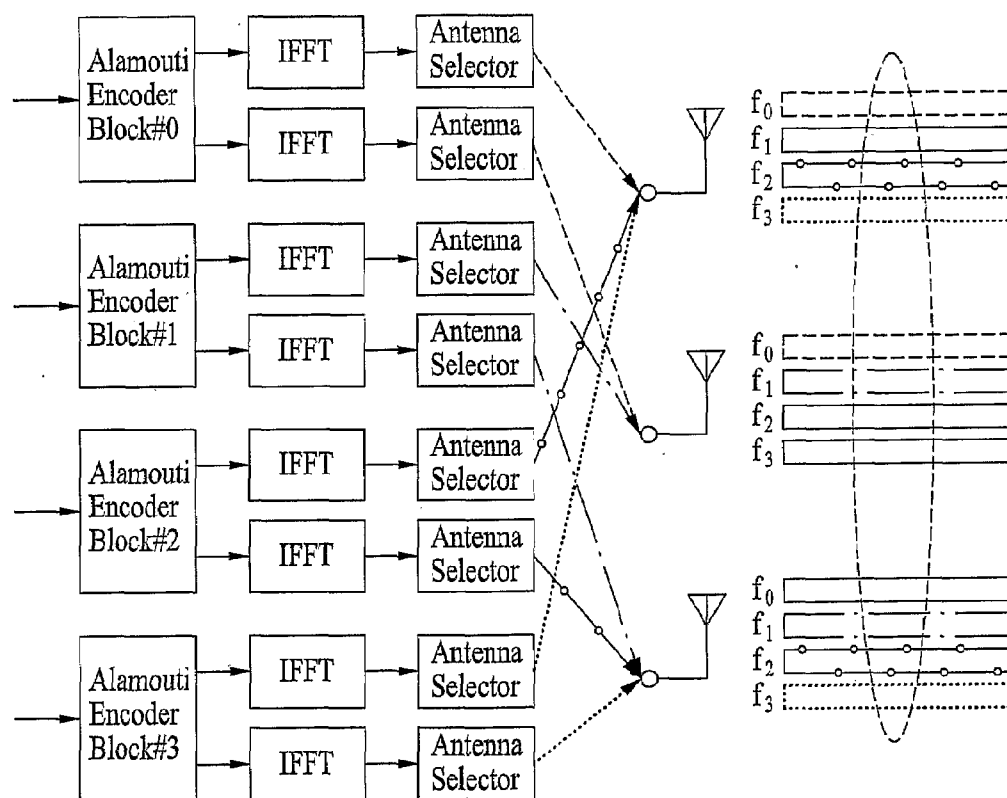 Alamouti
Encoder
Block#0
IFFT
Antenna
Selector
IFFT
Antenna
Selector
Alamouti
Encoder
Block#1
IFFT
Antenna
Selector
IFFT
Antenna
Selector
Alamouti
Encoder
Block#2
IFFT
Antenna
Selector
IFFT
Antenna
Selector
Alamouti
Encoder
Block#3
IFFT
Antenna
Selector
IFFT
Antenna
Selector
f0
f1
f2
f3
f0
f1
f2
f3
f0
f1
f2
f3